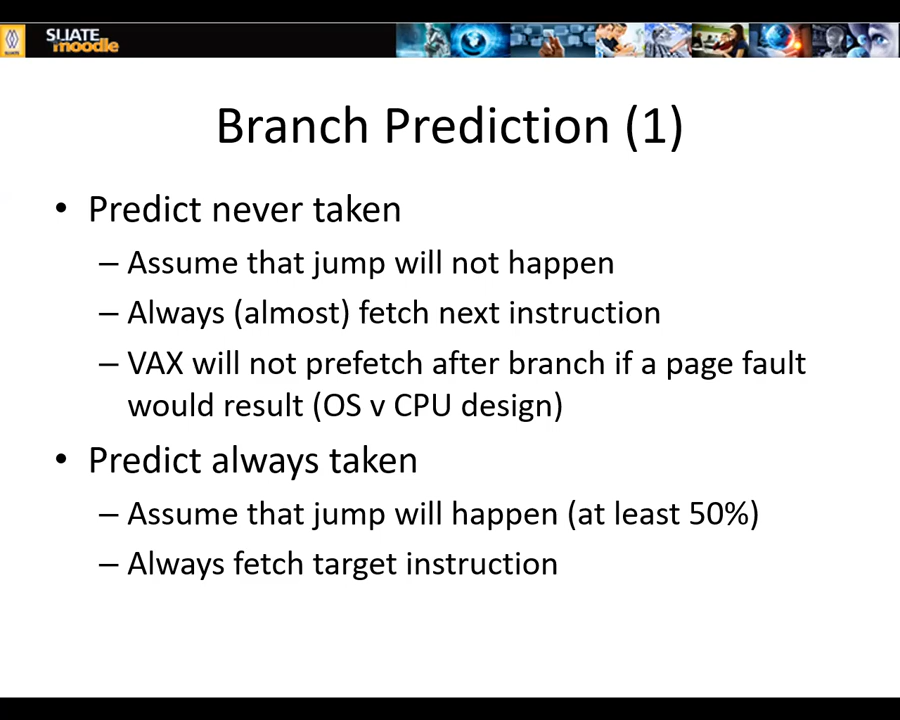 SLIATE
moodle
Branch Prediction (1)
• Predict never taken
– Assume that jump will not happen
– Always (almost) fetch next instruction
– VAX will not prefetch after branch if a page fault
would result (OS v CPU design)
• Predict always taken
– Assume that jump will happen (at least 50%)
– Always fetch target instruction